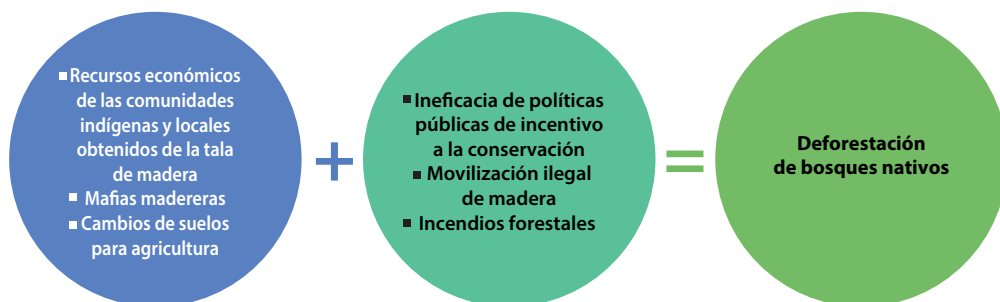 ▪Recursos económicos
de las comunidades
indígenas y locales
obtenidos de la tala
de madera
▪ Mafias madereras
▪ Cambios de suelos
para agricultura
+
▪ Ineficacia de políticas
públicas de incentivo
a la conservación
▪ Movilización ilegal
de madera
▪ Incendios forestales
=
Deforestación
de bosques nativos